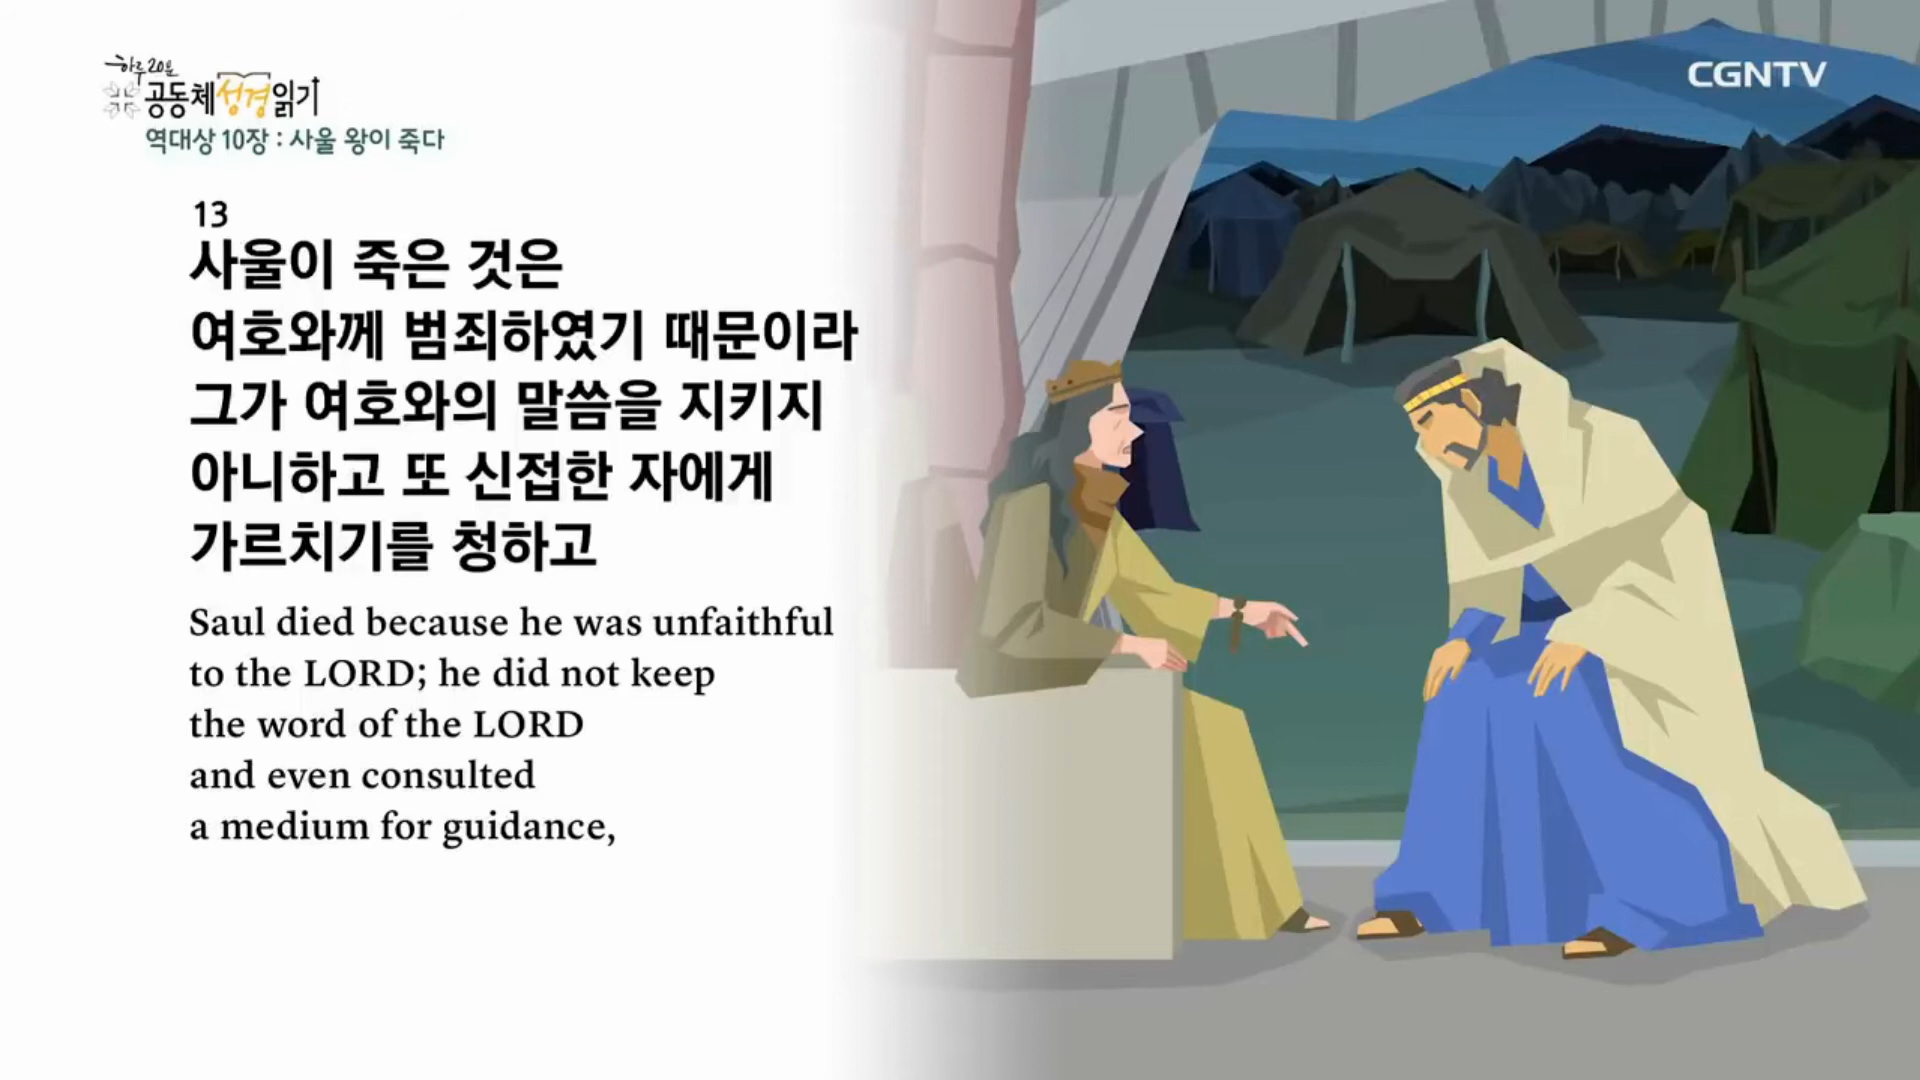 하루 20분
공동체성경읽기
역대상 10장 : 사울 왕이 죽다
CGNTV
13
사울이 죽은 것은
여호와께 범죄하였기 때문이라
그가 여호와의 말씀을 지키지
아니하고 또 신접한 자에게
가르치기를 청하고
Saul died because he was unfaithful
to the LORD; he did not keep
the word of the LORD
and even consulted
a medium for guidance,